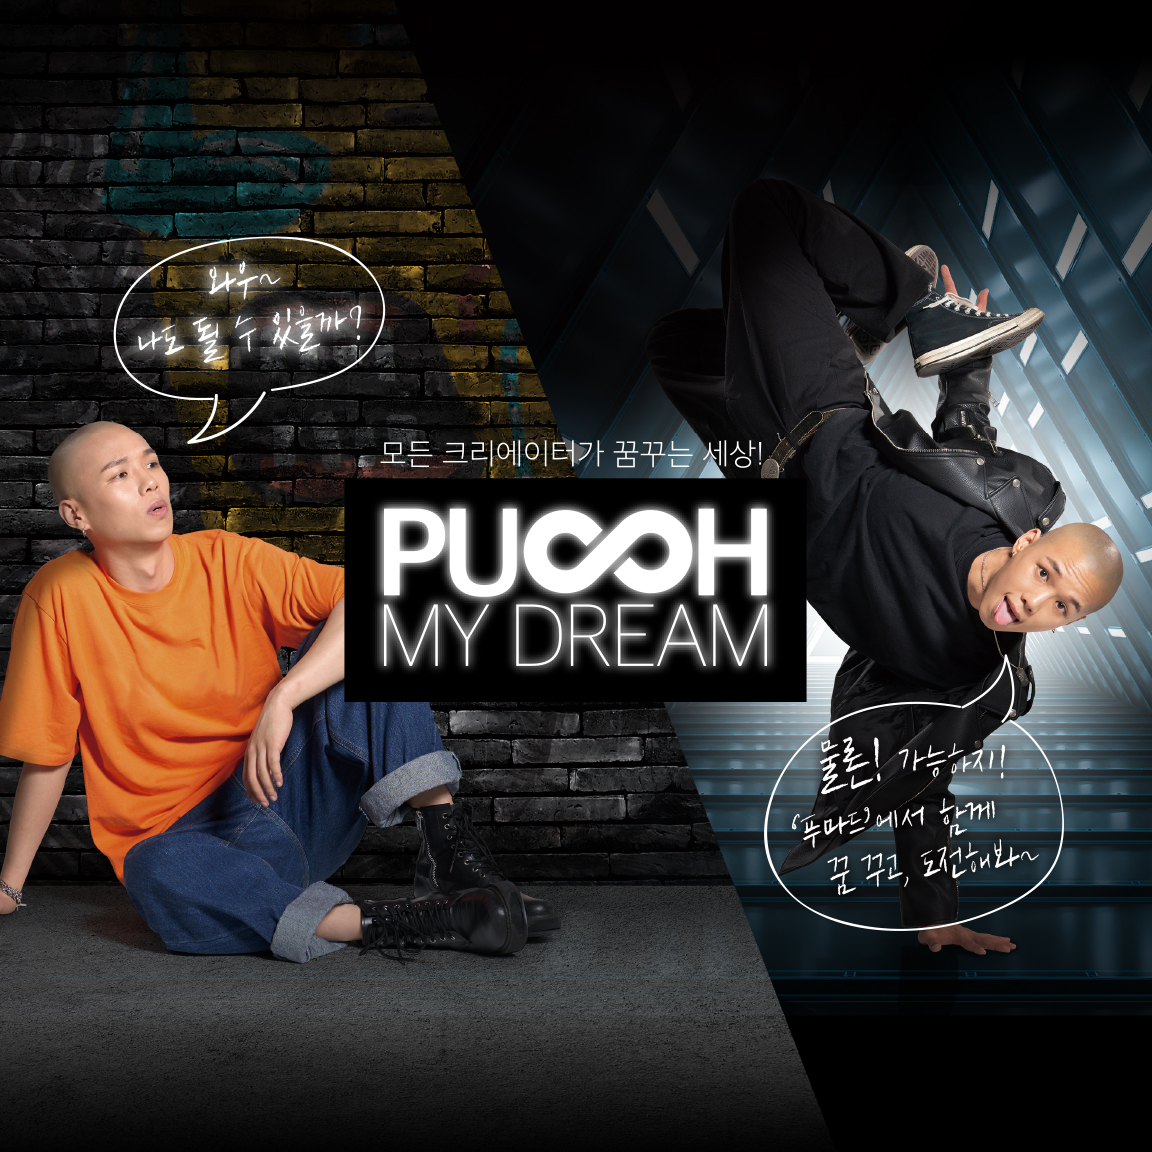 와우~
나도 될 수 있을까?
모든 크리에이터가 꿈꾸는 세상!
PUSH
MY DREAM
물론! 가능하지!
'푸마드'에서 함께
꿈 꾸고, 도전해봐~